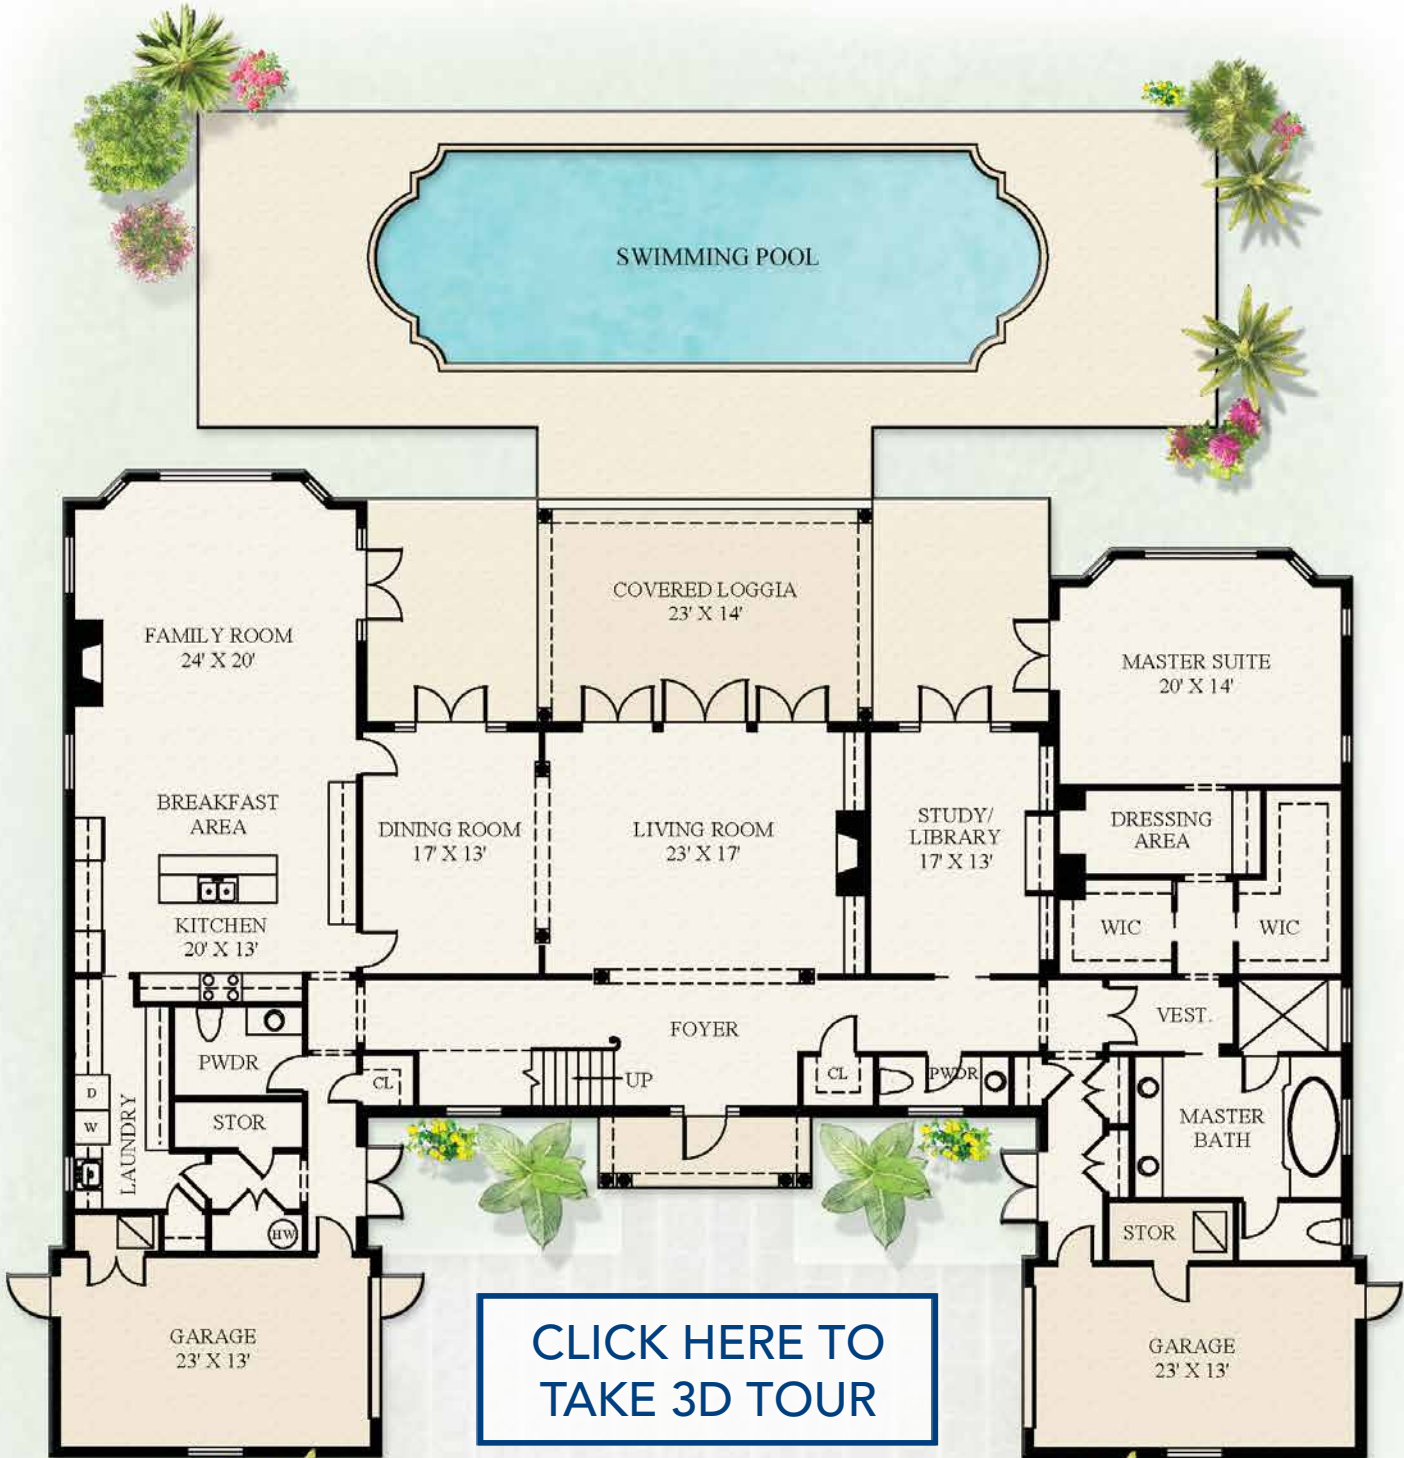 SWIMMING POOL
COVERED LOGGIA
23' X 14'
FAMILY ROOM
24' X 20'
MASTER SUITE
20' X 14'
BREAKFAST
AREA
DINING ROOM
17' X 13'
LIVING ROOM
23' X 17'
STUDY/
LIBRARY
17' X 13'
DRESSING
AREA
KITCHEN
20' X 13'
WIC
WIC
FOYER
VEST.
PWDR
CL
UP
CL
PWDR
D
W
LAUNDRY
STOR
MASTER
BATH
HW
STOR
GARAGE
23' X 13'
GARAGE
23' X 13'
CLICK HERE TO
TAKE 3D TOUR